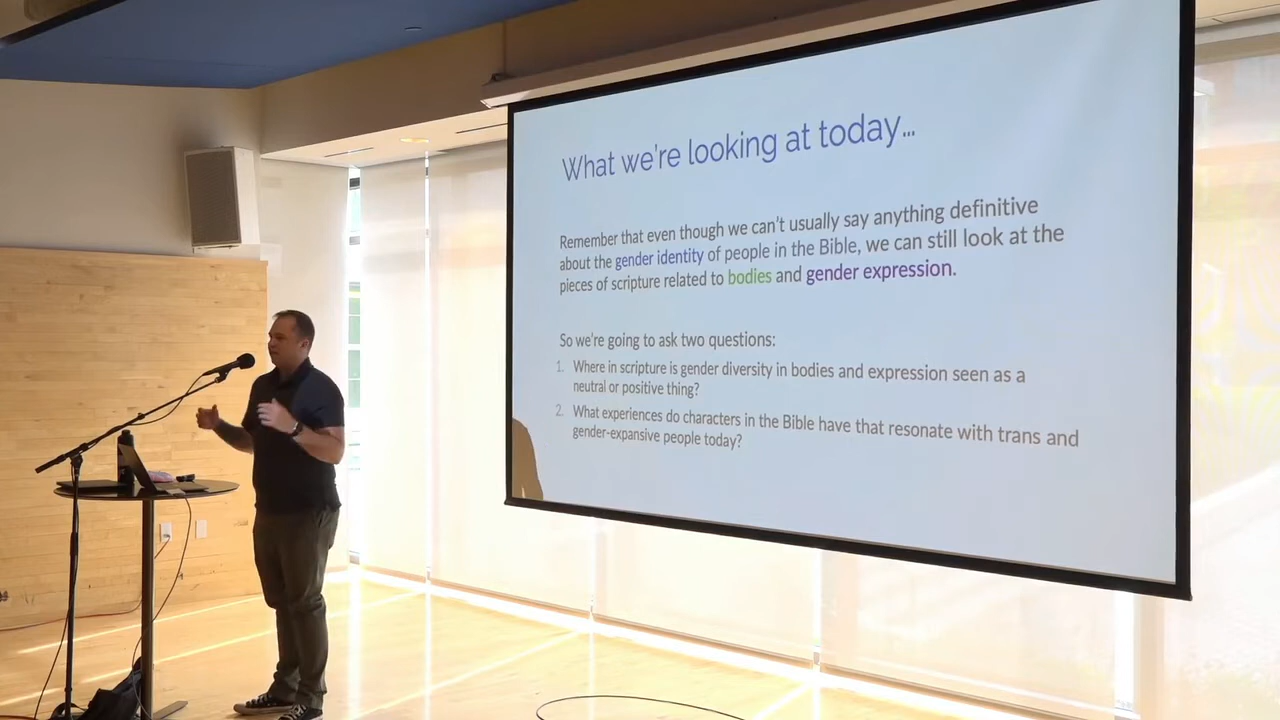 What we're looking at today...
Remember that even though we can't usually say anything definitive
about the gender identity of people in the Bible, we can still look at the
pieces of scripture related to bodies and gender expression.
So we're going to ask two questions:
1. Where in scripture is gender diversity in bodies and expression seen as a
neutral or positive thing?
2. What experiences do characters in the Bible have that resonate with trans and
gender-expansive people today?